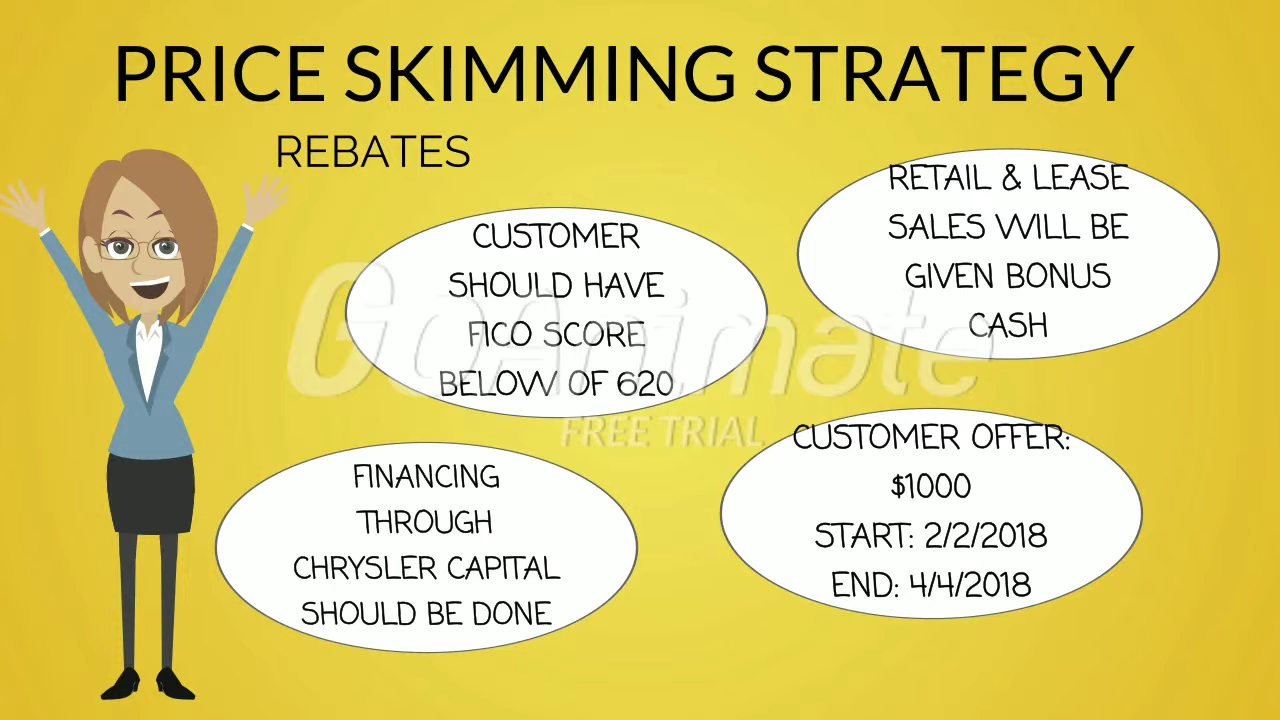 PRICE SKIMMING STRATEGY
REBATES
CUSTOMER
SHOULD HAVE
FICO SCORE
BELOW OF 620
RETAIL & LEASE
SALES WILL BE
GIVEN BONUS
CASH
FINANCING
THROUGH
CHRYSLER CAPITAL
SHOULD BE DONE
CUSTOMER OFFER:
$1000
START: 2/2/2018
END: 4/4/2018
GoAnimate
FREE TRIAL